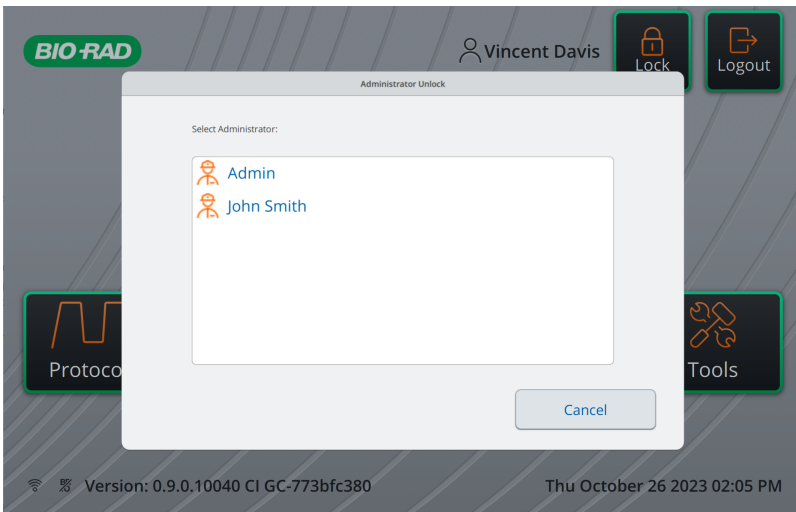 BIO-RAD
Vincent Davis
Lock
Logout
Administrator Unlock
Select Administrator:
Admin
John Smith
Protoco
Tools
Cancel
Version: 0.9.0.10040 CI GC-773bfc380
Thu October 26 2023 02:05 PM